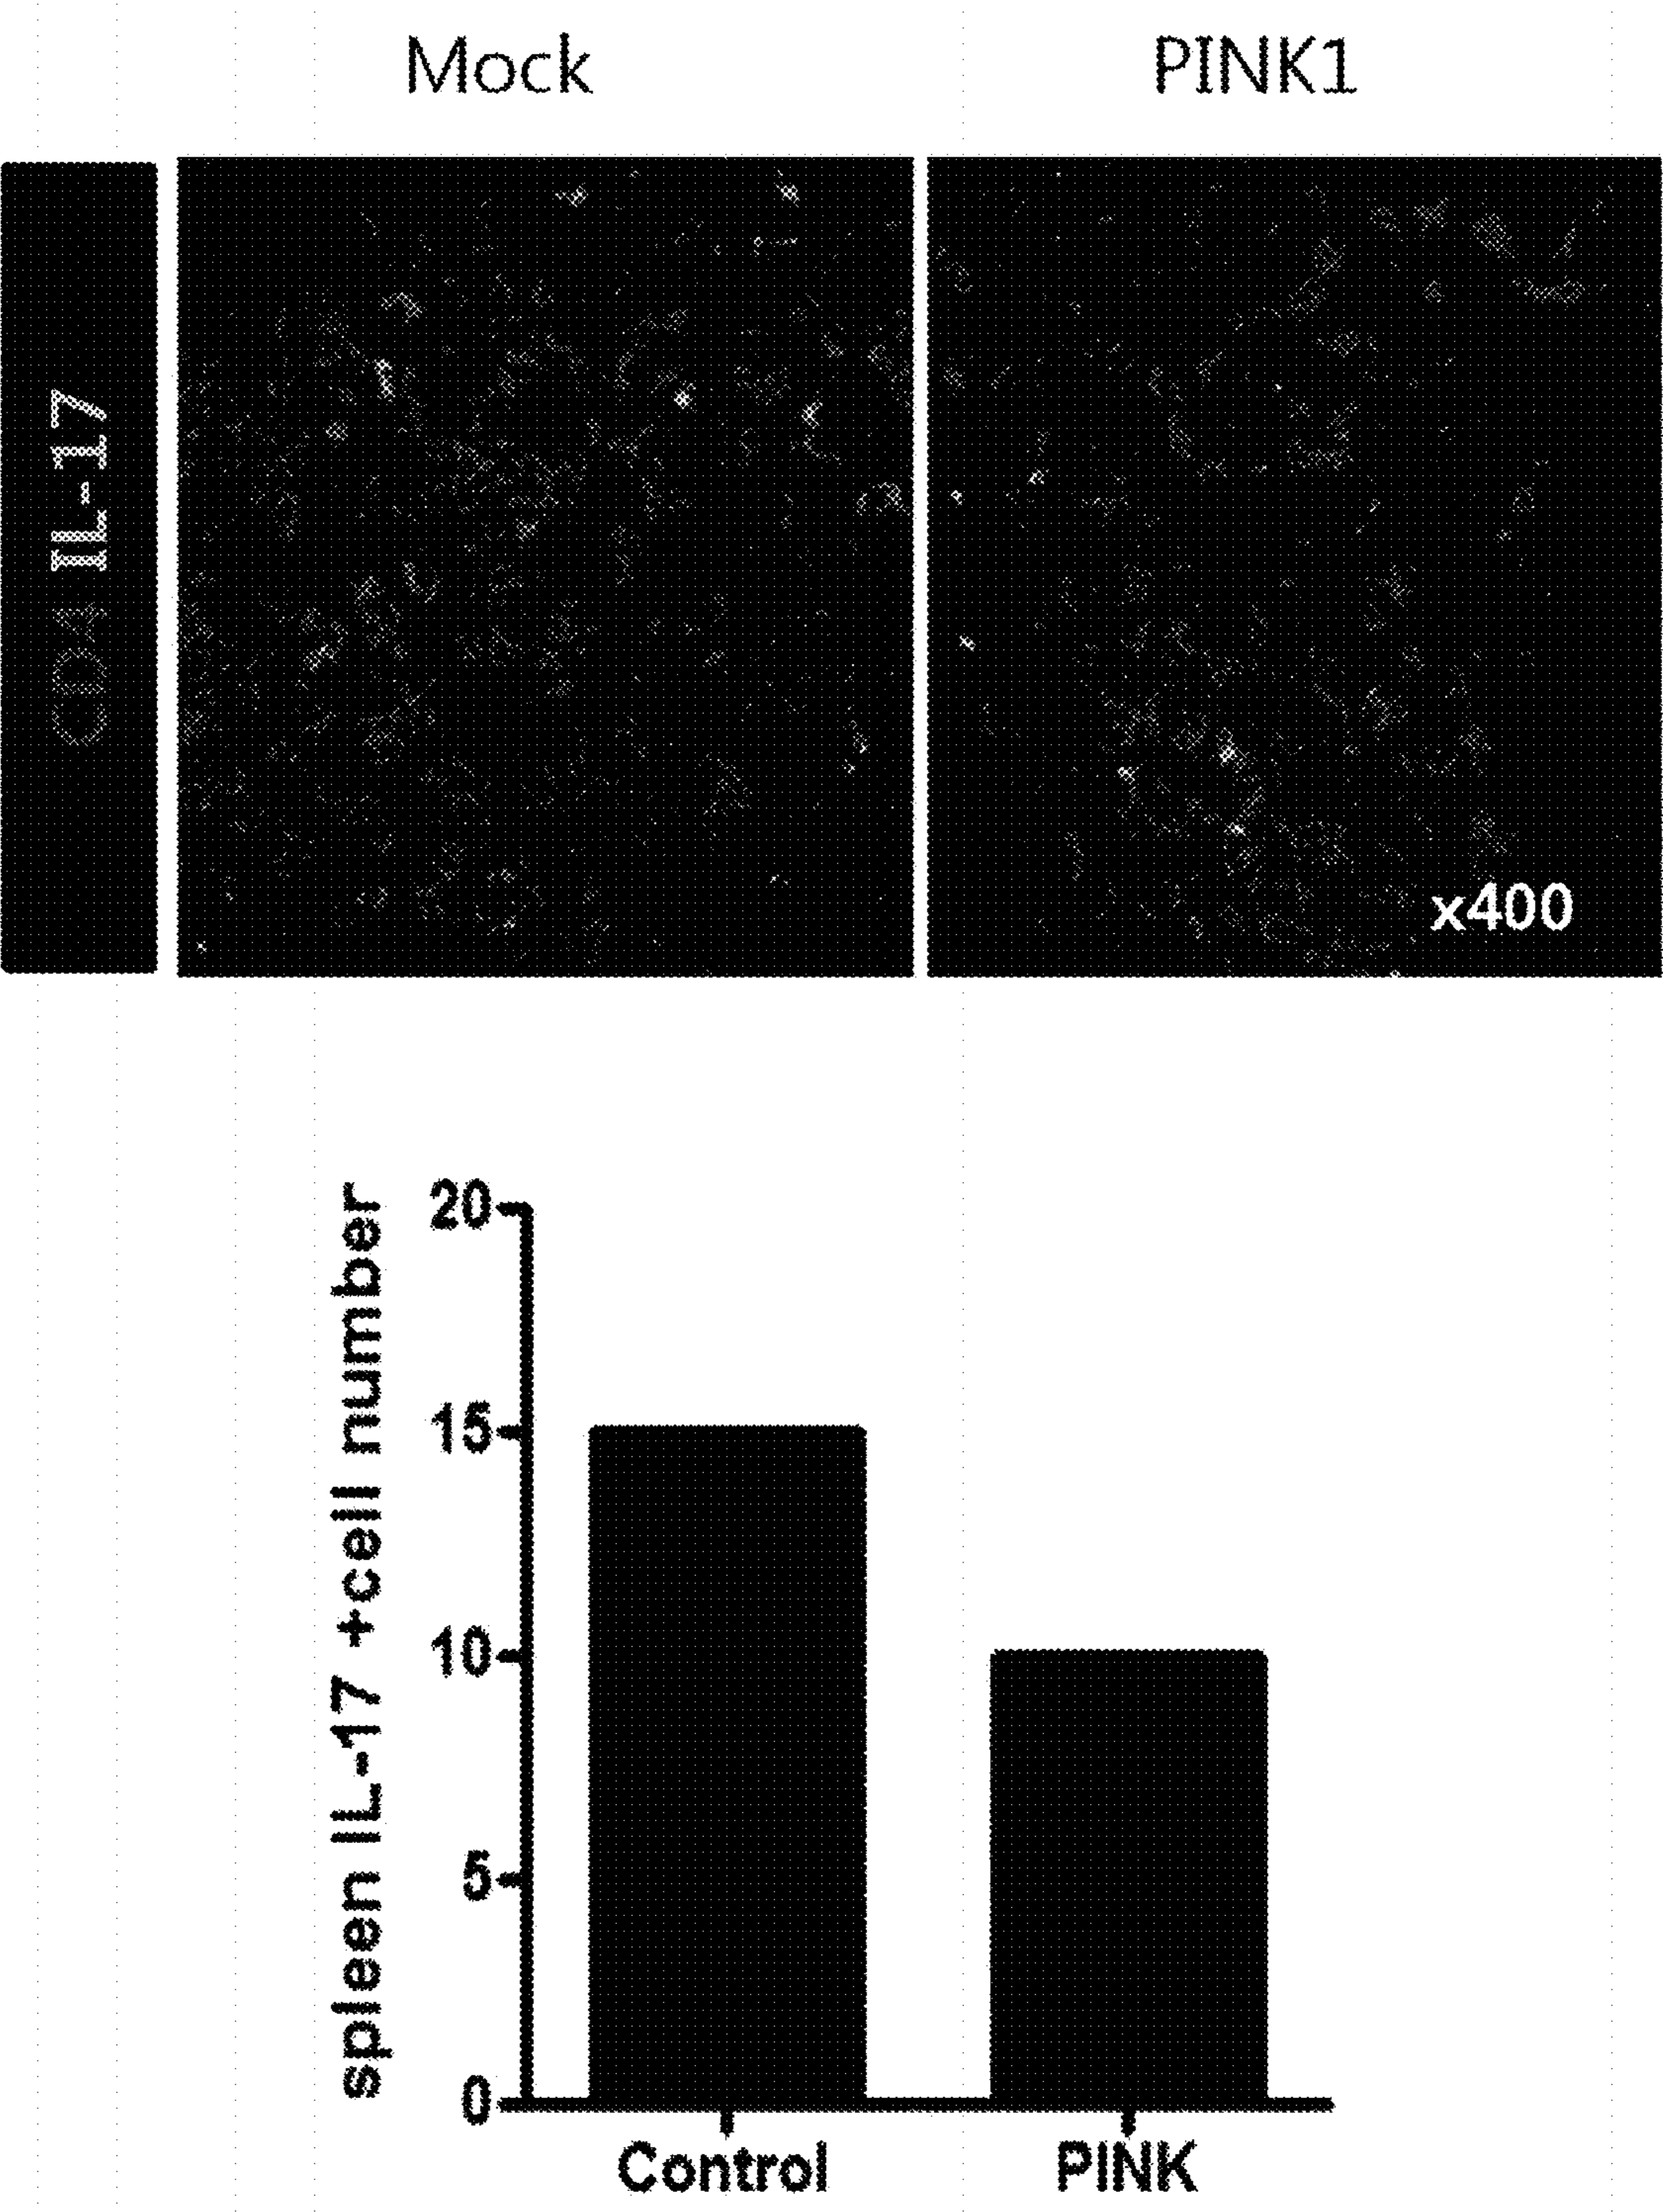 Mock
PINK1
CD4 IL-17
x400
spleen IL-17 +cell number
20
15
10
5
0
Control
PINK